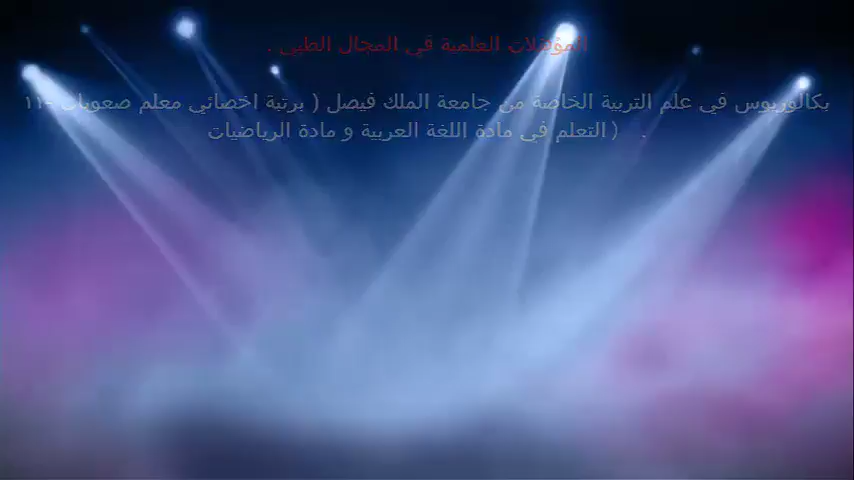 المؤهلات العلمية في المجال الطبي .
١١- بكالوريوس في علم التربية الخاصة من جامعة الملك فيصل ( برتبة اخصائي معلم صعوبات
التعلم في مادة اللغة العربية و مادة الرياضيات ) .